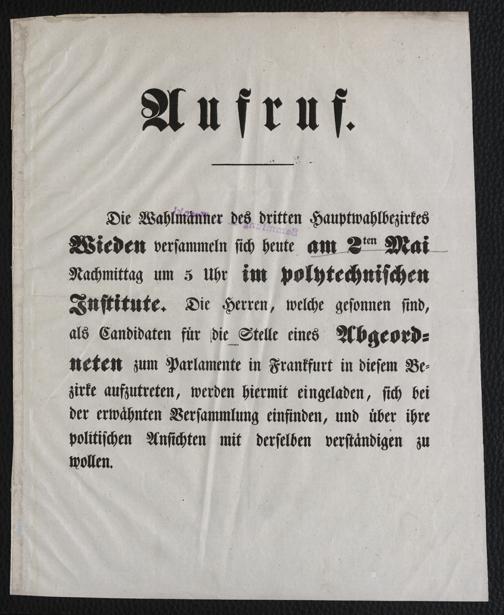 Aufruf.
Die Wahlmänner des dritten Hauptwahlbezirkes
Wieden versammeln sich heute am 2ten Mai
Nachmittag um 5 Uhr im polytechnischen
Institute. Die Herren, welche gesonnen sind,
als Candidaten für die Stelle eines Abgeord=
neten zum Parlamente in Frankfurt in diesem Be=
zirke aufzutreten, werden hiermit eingeladen, sich bei
der erwähnten Versammlung einfinden, und über ihre
politischen Ansichten mit derselben verständigen zu
wollen.